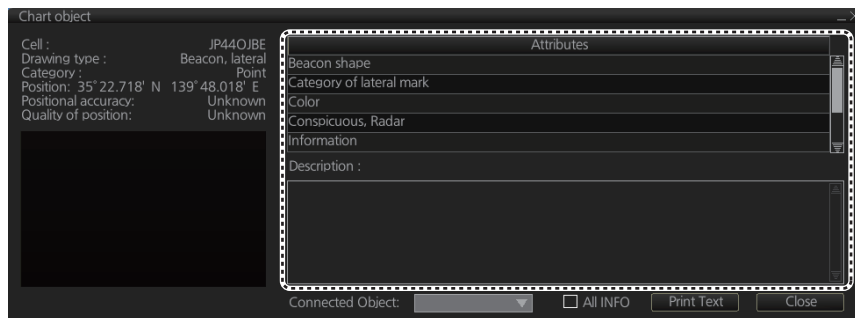 Chart object
Cell : JP44OJBE
Drawing type : Beacon, lateral
Category : Point
Position: 35°22.718' N 139°48.018' E
Positional accuracy: Unknown
Quality of position: Unknown
Attributes
Beacon shape
Category of lateral mark
Color
Conspicuous, Radar
Information
Description :
Connected Object:
All INFO
Print Text
Close